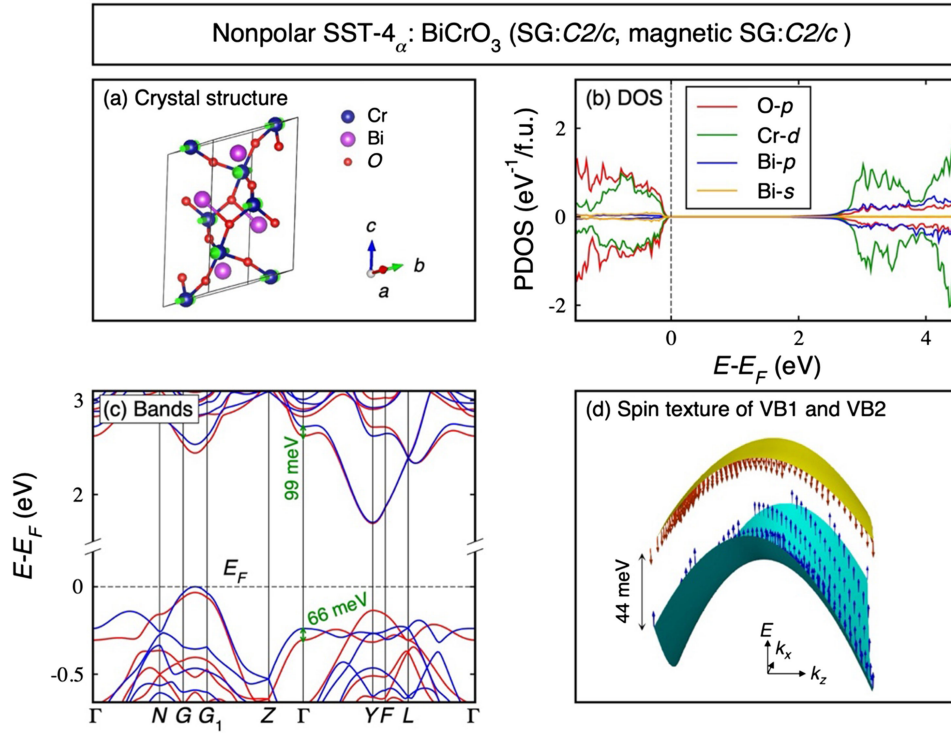 Nonpolar SST-4α: BiCrO3 (SG:C2/c, magnetic SG:C2/c )
(a) Crystal structure
Cr
Bi
O
c
b
a
(b) DOS
O-p
Cr-d
Bi-p
Bi-s
PDOS (eV-1/f.u.)
2
0
-2
0 2 4
E-EF (eV)
(c) Bands
E-EF (eV)
3
2
0
-0.5
99 meV
EF
66 meV
Γ N G G1 Z Γ Y F L Γ
(d) Spin texture of VB1 and VB2
44 meV
E
kx
kz